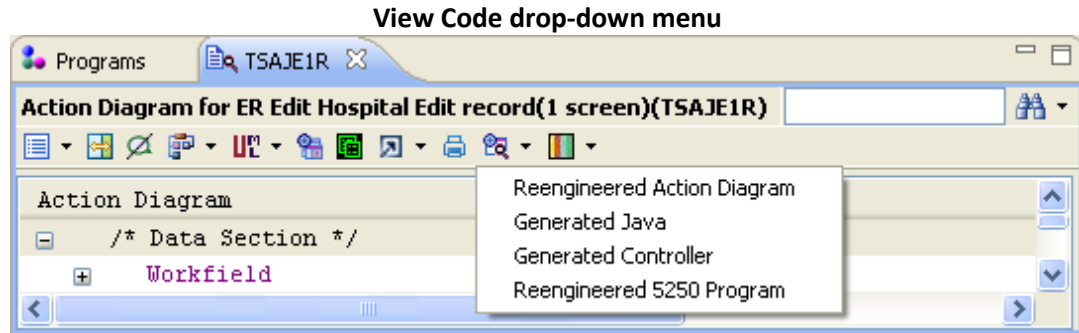 View Code drop-down menu
Programs TSAJE1R
Action Diagram for ER Edit Hospital Edit record(1 screen)(TSAJE1R)
Action Diagram
/* Data Section */
Workfield
Reengineered Action Diagram
Generated Java
Generated Controller
Reengineered 5250 Program